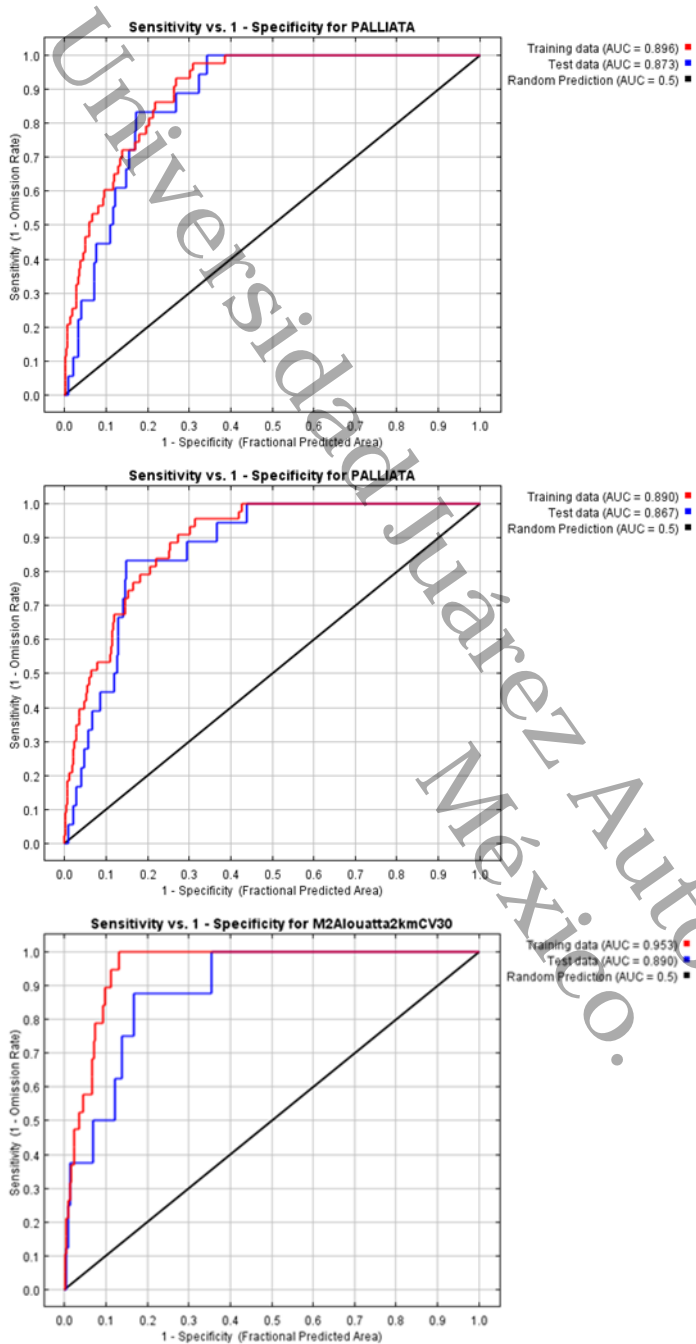 Sensitivity vs. 1 - Specificity for PALLIATA
Training data (AUC = 0.896)
Test data (AUC = 0.873)
Random Prediction (AUC = 0.5)
Sensitivity (1 - Omission Rate)
1.0
0.9
0.8
0.7
0.6
0.5
0.4
0.3
0.2
0.1
0.0
0.0 0.1 0.2 0.3 0.4 0.5 0.6 0.7 0.8 0.9 1.0
1 - Specificity (Fractional Predicted Area)
Sensitivity vs. 1 - Specificity for PALLIATA
Training data (AUC = 0.890)
Test data (AUC = 0.867)
Random Prediction (AUC = 0.5)
Sensitivity (1 - Omission Rate)
1.0
0.9
0.8
0.7
0.6
0.5
0.4
0.3
0.2
0.1
0.0
0.0 0.1 0.2 0.3 0.4 0.5 0.6 0.7 0.8 0.9 1.0
1 - Specificity (Fractional Predicted Area)
Sensitivity vs. 1 - Specificity for M2Alouatta2kmCV30
Training data (AUC = 0.953)
Test data (AUC = 0.890)
Random Prediction (AUC = 0.5)
Sensitivity (1 - Omission Rate)
1.0
0.9
0.8
0.7
0.6
0.5
0.4
0.3
0.2
0.1
0.0
0.0 0.1 0.2 0.3 0.4 0.5 0.6 0.7 0.8 0.9 1.0
1 - Specificity (Fractional Predicted Area)
Universidad Juárez Auto
México.